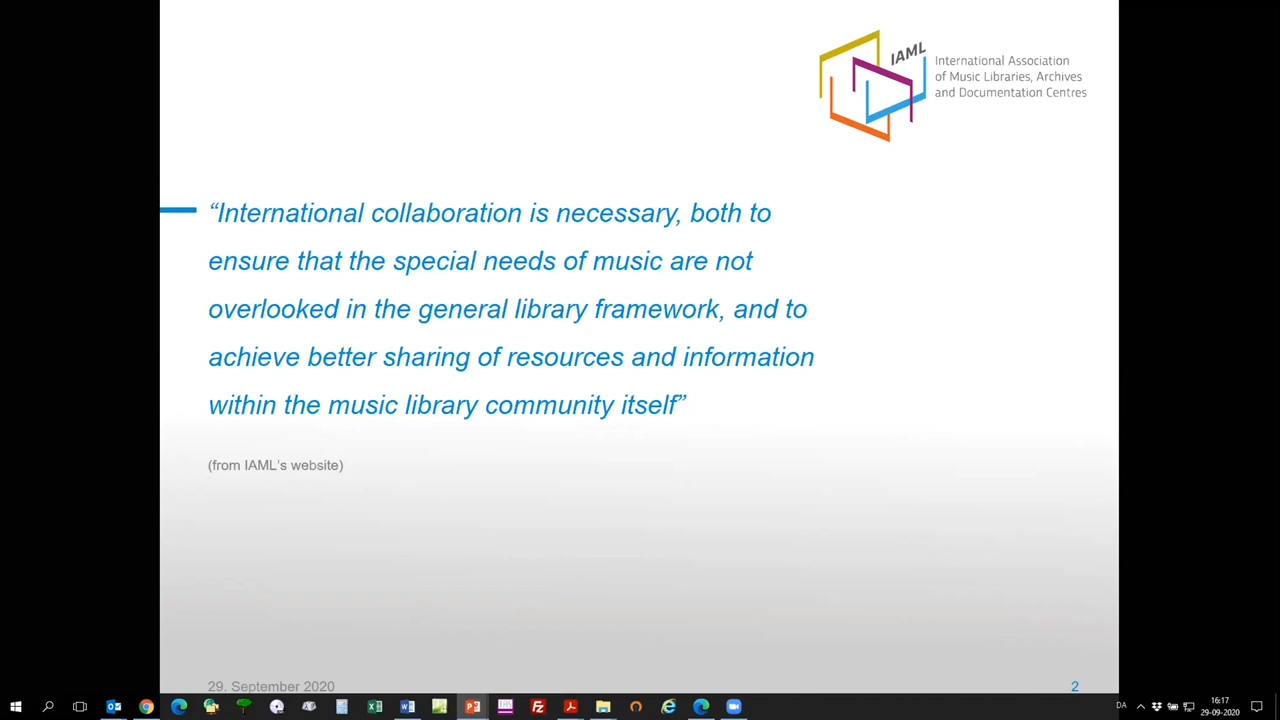 IAML
International Association
of Music Libraries, Archives
and Documentation Centres
“International collaboration is necessary, both to
ensure that the special needs of music are not
overlooked in the general library framework, and to
achieve better sharing of resources and information
within the music library community itself”
(from IAML's website)
29. September 2020
2
DA
16:17
29-09-2020